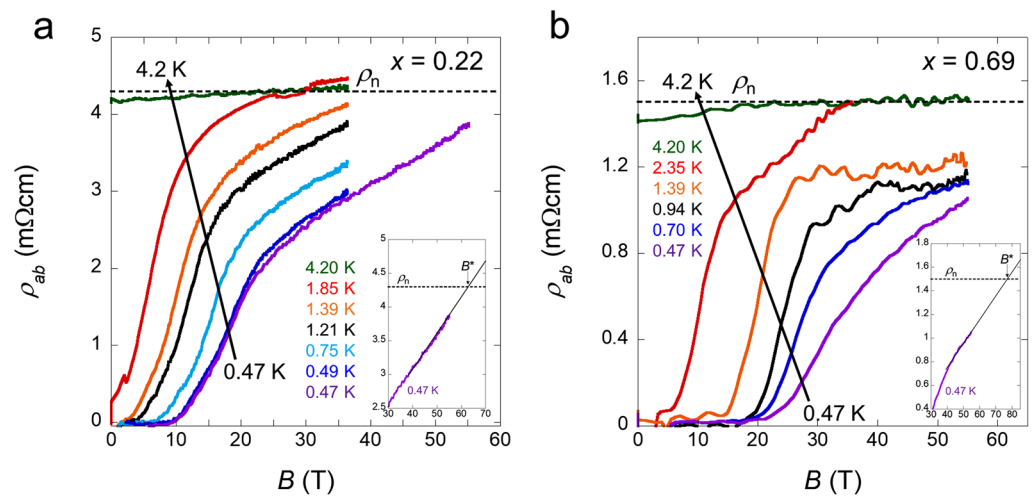 a
x = 0.22
5
4
3
2
1
0
ρab (mΩcm)
4.2 K
ρn
0.47 K
4.20 K
1.85 K
1.39 K
1.21 K
0.75 K
0.49 K
0.47 K
0 10 20 30 40 50 60
B (T)
5
4.5
4
3.5
3
2.5
ρn
B*
0.47 K
30 40 50 60 70
b
x = 0.69
1.6
1.2
0.8
0.4
0
ρab (mΩcm)
4.2 K
ρn
4.20 K
2.35 K
1.39 K
0.94 K
0.70 K
0.47 K
0.47 K
0 10 20 30 40 50 60
B (T)
1.8
1.6
1.4
1.2
1
0.8
0.6
0.4
ρn
B*
0.47 K
30 40 50 60 70 80